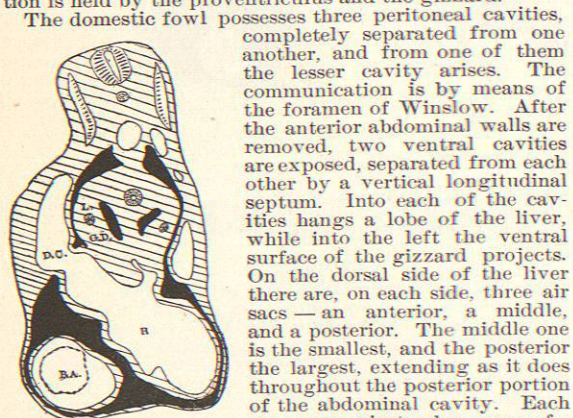 tion is held by the proventriculus and the gizzard.
The domestic fowl possesses three peritoneal cavities,
completely separated from one
another, and from one of them
the lesser cavity arises. The
communication is by means of
the foramen of Winslow. After
the anterior abdominal walls are
removed, two ventral cavities
are exposed, separated from each
other by a vertical longitudinal
septum. Into each of the cav-
ities hangs a lobe of the liver,
while into the left the ventral
surface of the gizzard projects.
On the dorsal side of the liver
there are, on each side, three air
sacs — an anterior, a middle,
and a posterior. The middle one
is the smallest, and the posterior
the largest, extending as it does
throughout the posterior portion
of the abdominal cavity. Each
L.
G.D.
D.C.
H
B.A.